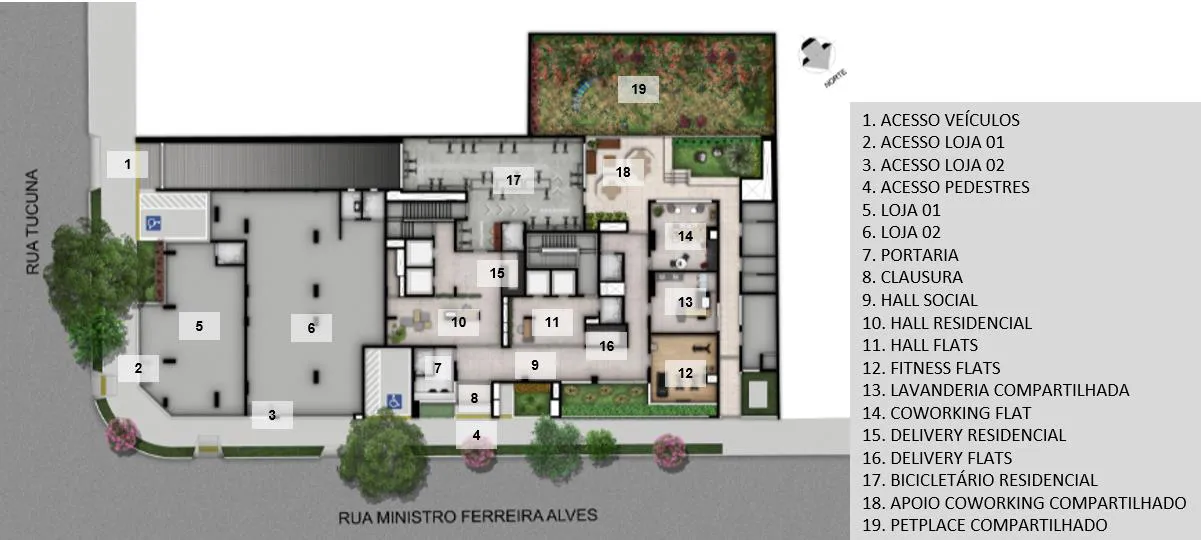 19
NORTE
1
17
18
RUA TUCUNA
14
15
13
5
6
10
11
16
2
7
9
12
8
3
4
RUA MINISTRO FERREIRA ALVES
1. ACESSO VEÍCULOS
2. ACESSO LOJA 01
3. ACESSO LOJA 02
4. ACESSO PEDESTRES
5. LOJA 01
6. LOJA 02
7. PORTARIA
8. CLAUSURA
9. HALL SOCIAL
10. HALL RESIDENCIAL
11. HALL FLATS
12. FITNESS FLATS
13. LAVANDERIA COMPARTILHADA
14. COWORKING FLAT
15. DELIVERY RESIDENCIAL
16. DELIVERY FLATS
17. BICICLETÁRIO RESIDENCIAL
18. APOIO COWORKING COMPARTILHADO
19. PETPLACE COMPARTILHADO